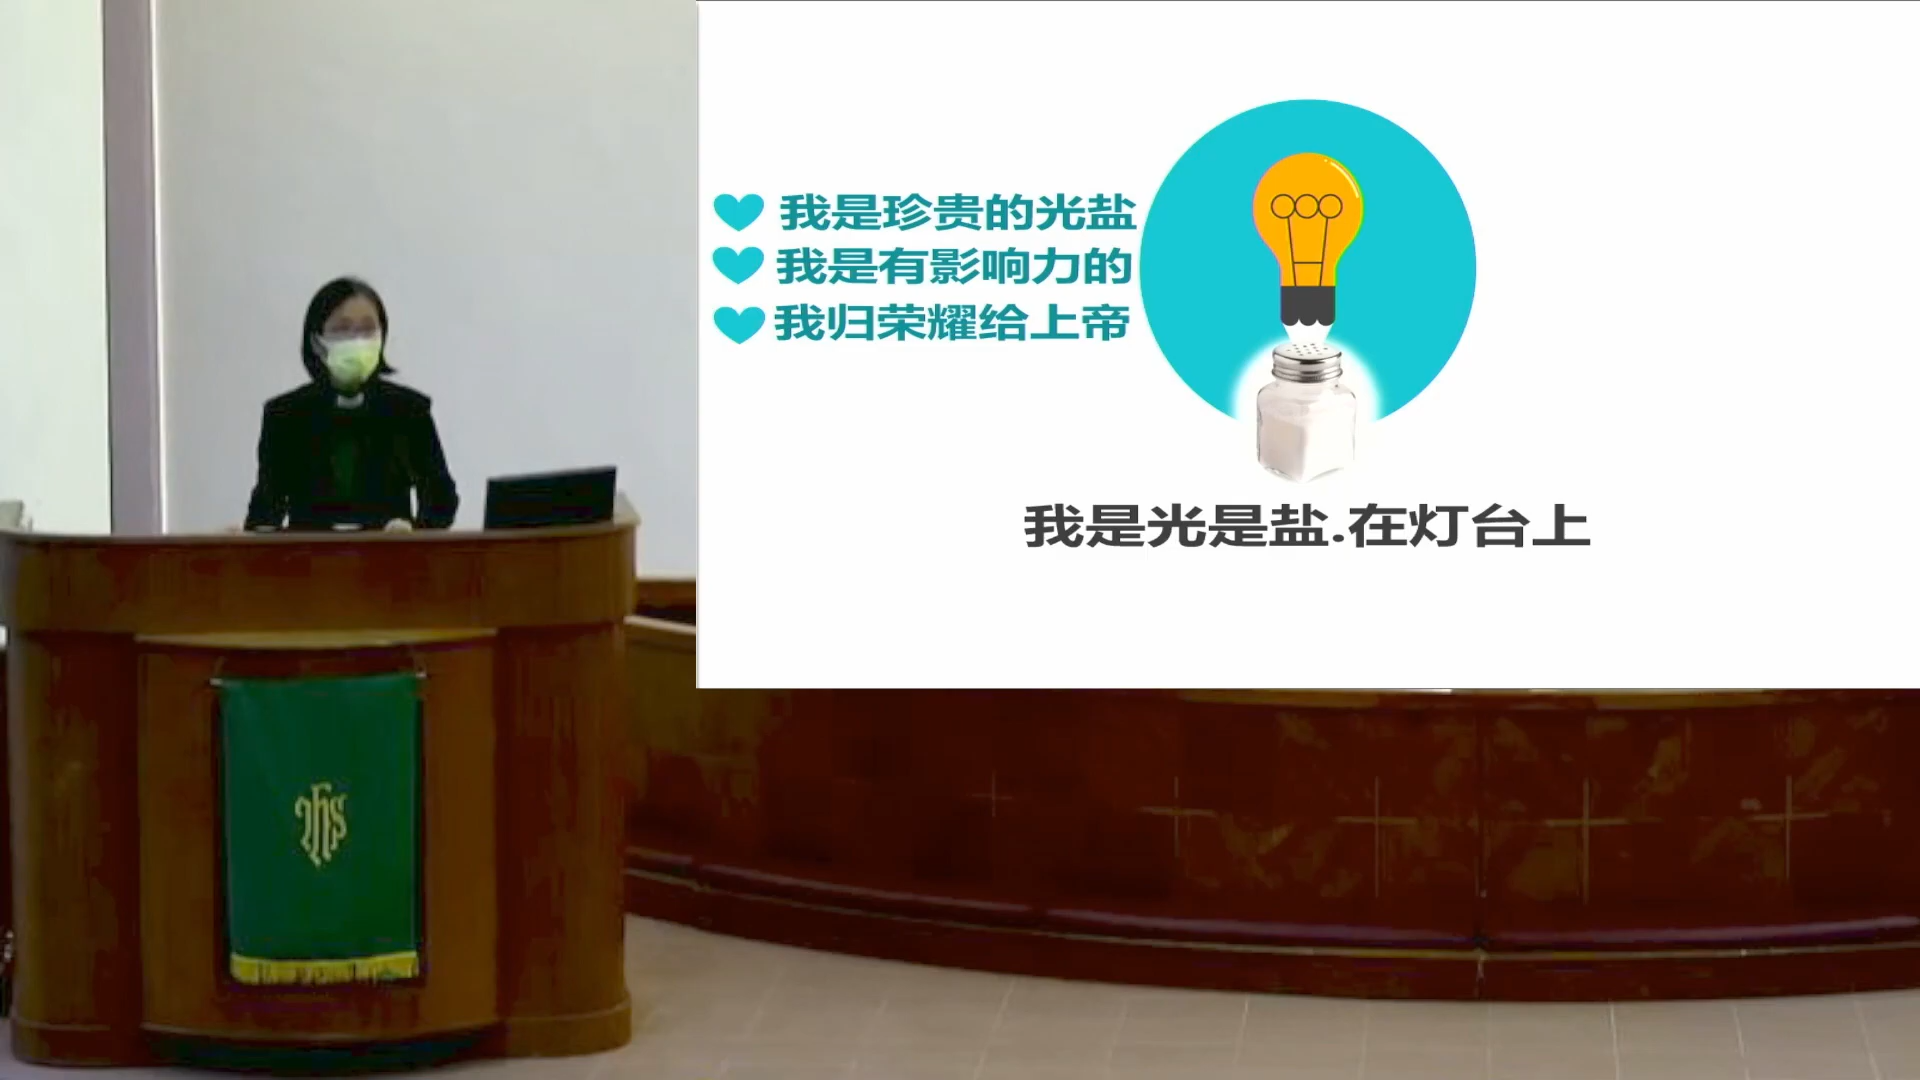 我是珍贵的光盐
我是有影响力的
我归荣耀给上帝
我是光是盐.在灯台上
IHS